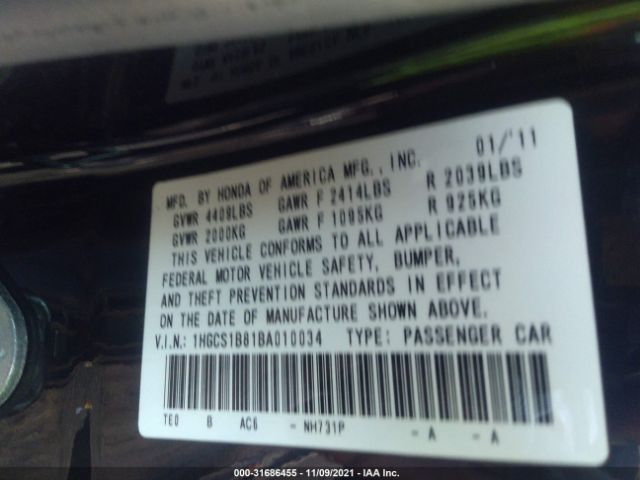 MFD. BY HONDA OF AMERICA MFG., INC. 01/'11
GVWR 4409LBS GAWR F 2414LBS R 2039LBS
GVWR 2000KG GAWR F 1095KG R 925KG
THIS VEHICLE CONFORMS TO ALL APPLICABLE
FEDERAL MOTOR VEHICLE SAFETY, BUMPER,
AND THEFT PREVENTION STANDARDS IN EFFECT
ON THE DATE OF MANUFACTURE SHOWN ABOVE.
V.I.N.: 1HGCS1B81BA010034 TYPE: PASSENGER CAR
TE0 B AC6 - NH731P - A - A
000-31686455 - 11/09/2021 - IAA Inc.